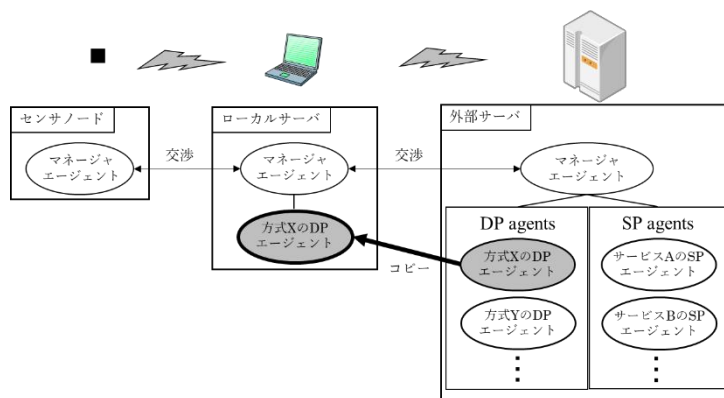 センサノード
マネージャ
エージェント
交渉
ローカルサーバ
マネージャ
エージェント
方式XのDP
エージェント
交渉
コピー
外部サーバ
マネージャ
エージェント
DP agents
方式XのDP
エージェント
方式YのDP
エージェント
SP agents
サービスAのSP
エージェント
サービスBのSP
エージェント